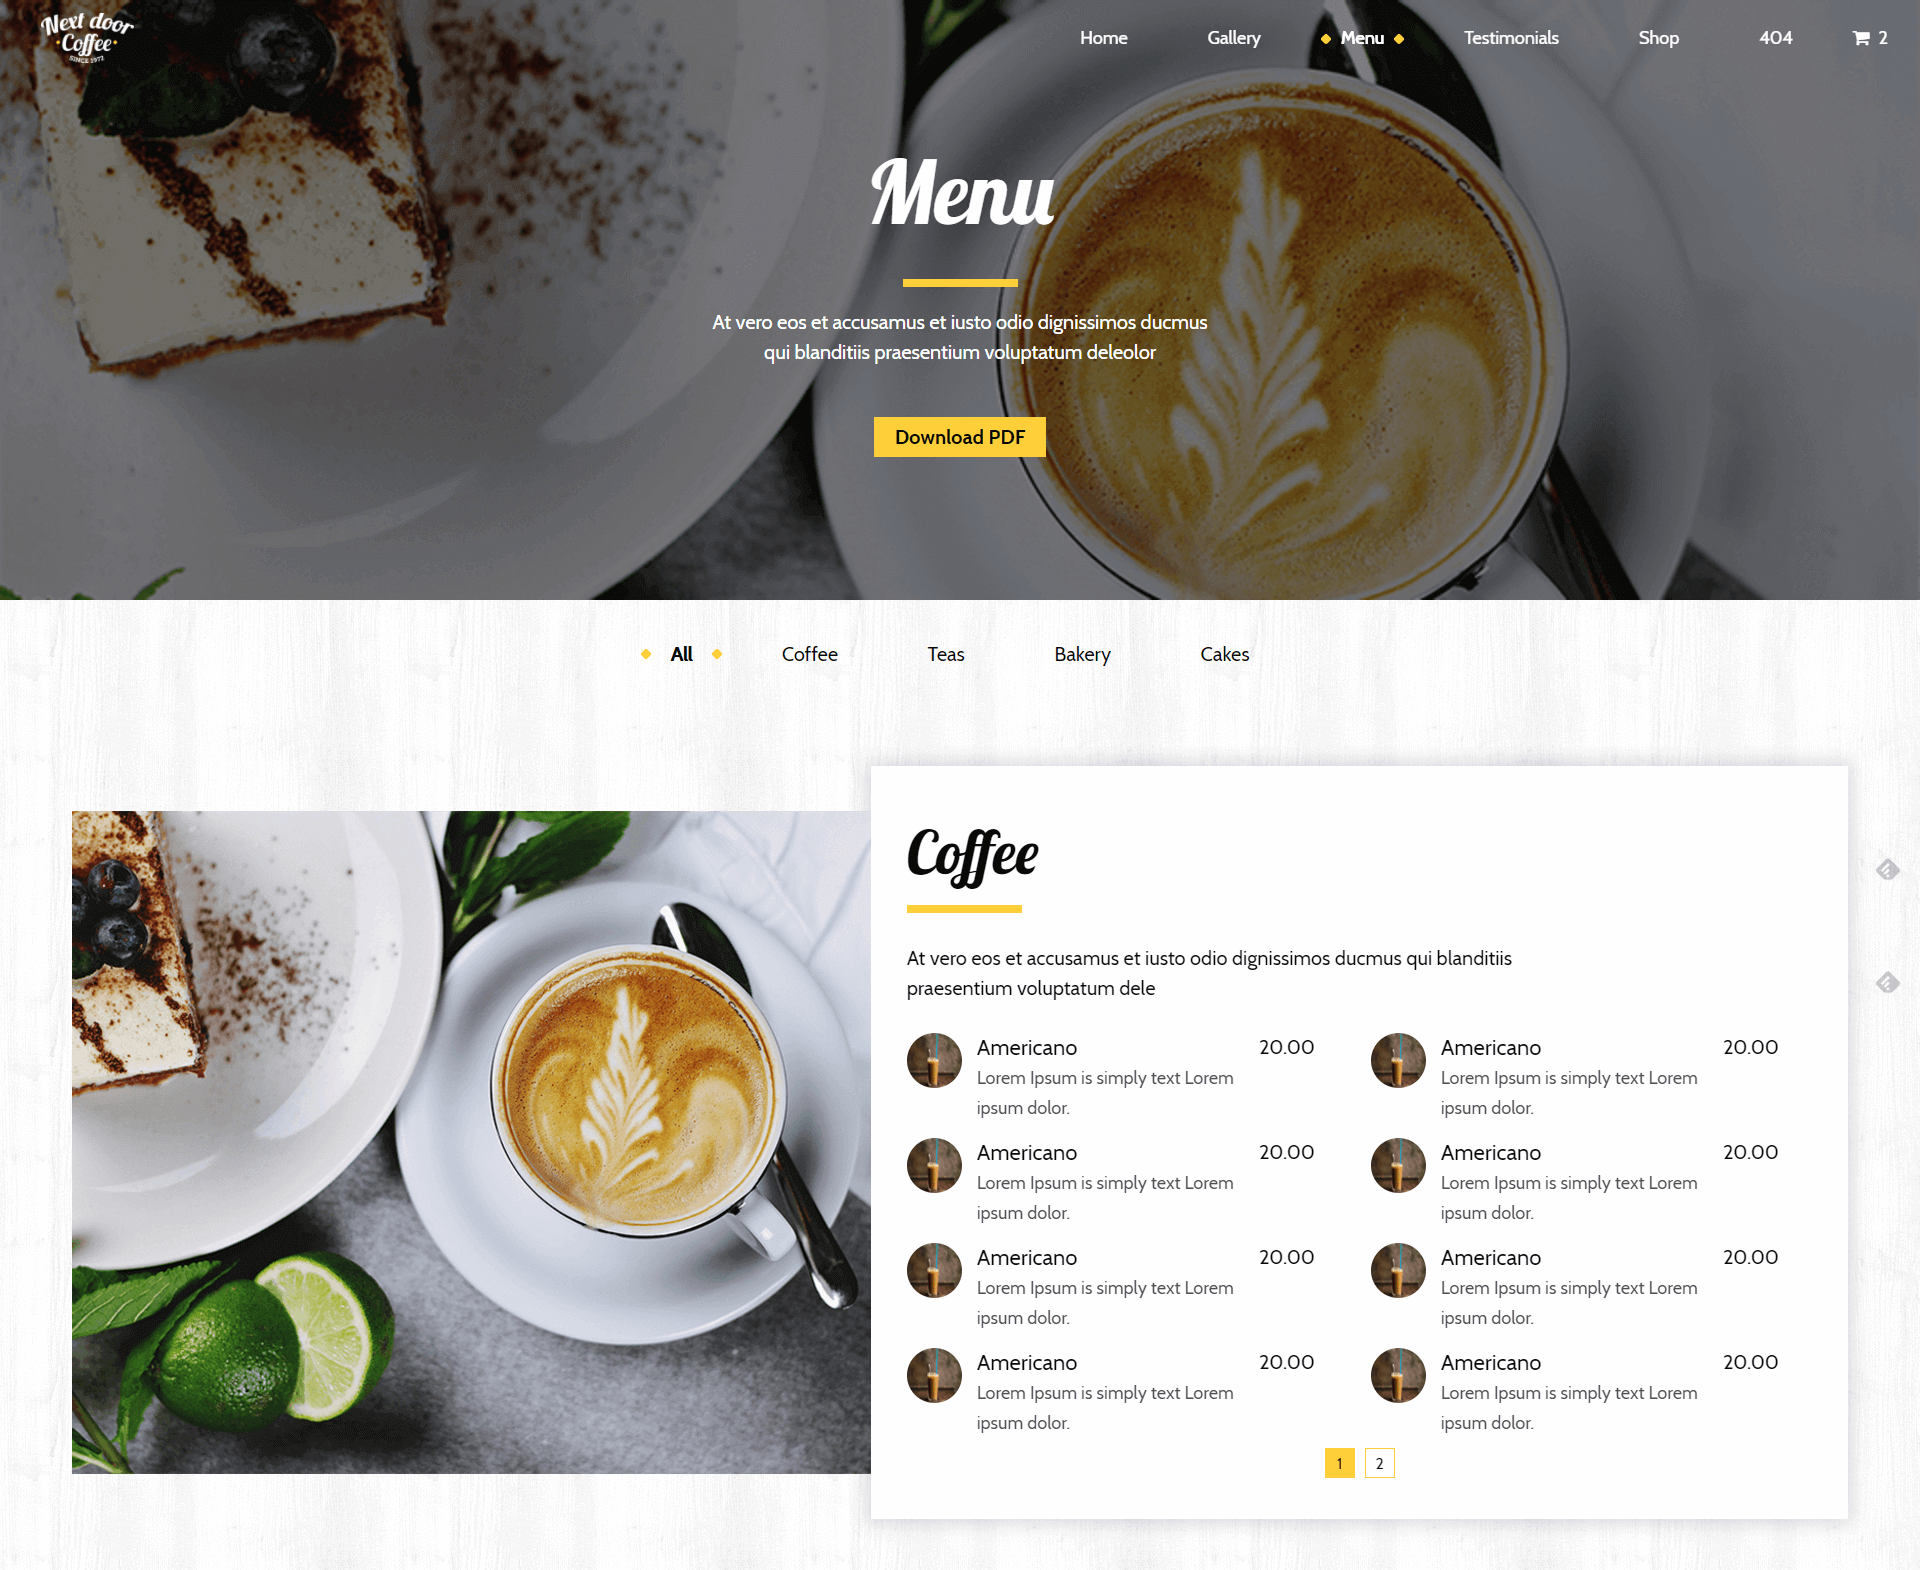 Next door
Coffee
SINCE 1972
Home Gallery Menu Testimonials Shop 404 2
Menu
At vero eos et accusamus et iusto odio dignissimos ducmus
qui blanditiis praesentium voluptatum deleolor
Download PDF
All Coffee Teas Bakery Cakes
Coffee
At vero eos et accusamus et iusto odio dignissimos ducmus qui blanditiis
praesentium voluptatum dele
Americano 20.00
Lorem Ipsum is simply text Lorem
ipsum dolor.
Americano 20.00
Lorem Ipsum is simply text Lorem
ipsum dolor.
Americano 20.00
Lorem Ipsum is simply text Lorem
ipsum dolor.
Americano 20.00
Lorem Ipsum is simply text Lorem
ipsum dolor.
Americano 20.00
Lorem Ipsum is simply text Lorem
ipsum dolor.
Americano 20.00
Lorem Ipsum is simply text Lorem
ipsum dolor.
Americano 20.00
Lorem Ipsum is simply text Lorem
ipsum dolor.
Americano 20.00
Lorem Ipsum is simply text Lorem
ipsum dolor.
1 2